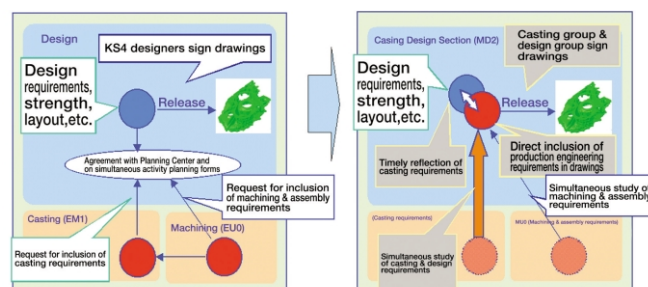 Design
KS4 designers sign drawings
Design
requirements,
strength,
layout,etc.
Release
Agreement with Planning Center and
on simultaneous activity planning forms
Request for inclusion
of machining & assembly
requirements
Casting (EM1)
Machining (EU0)
Request for inclusion of
casting requirements
Casing Design Section (MD2)
Casting group &
design group sign
drawings
Design
requirements,
strength,
layout,etc.
Release
Timely reflection of
casting requirements
Direct inclusion of
production engineering
requirements in drawings
Simultaneous study of
machining & assembly
requirements
(Casting requirements)
MU0 (Machining & assembly requirements)
Simultaneous study
of casting & design
requirements